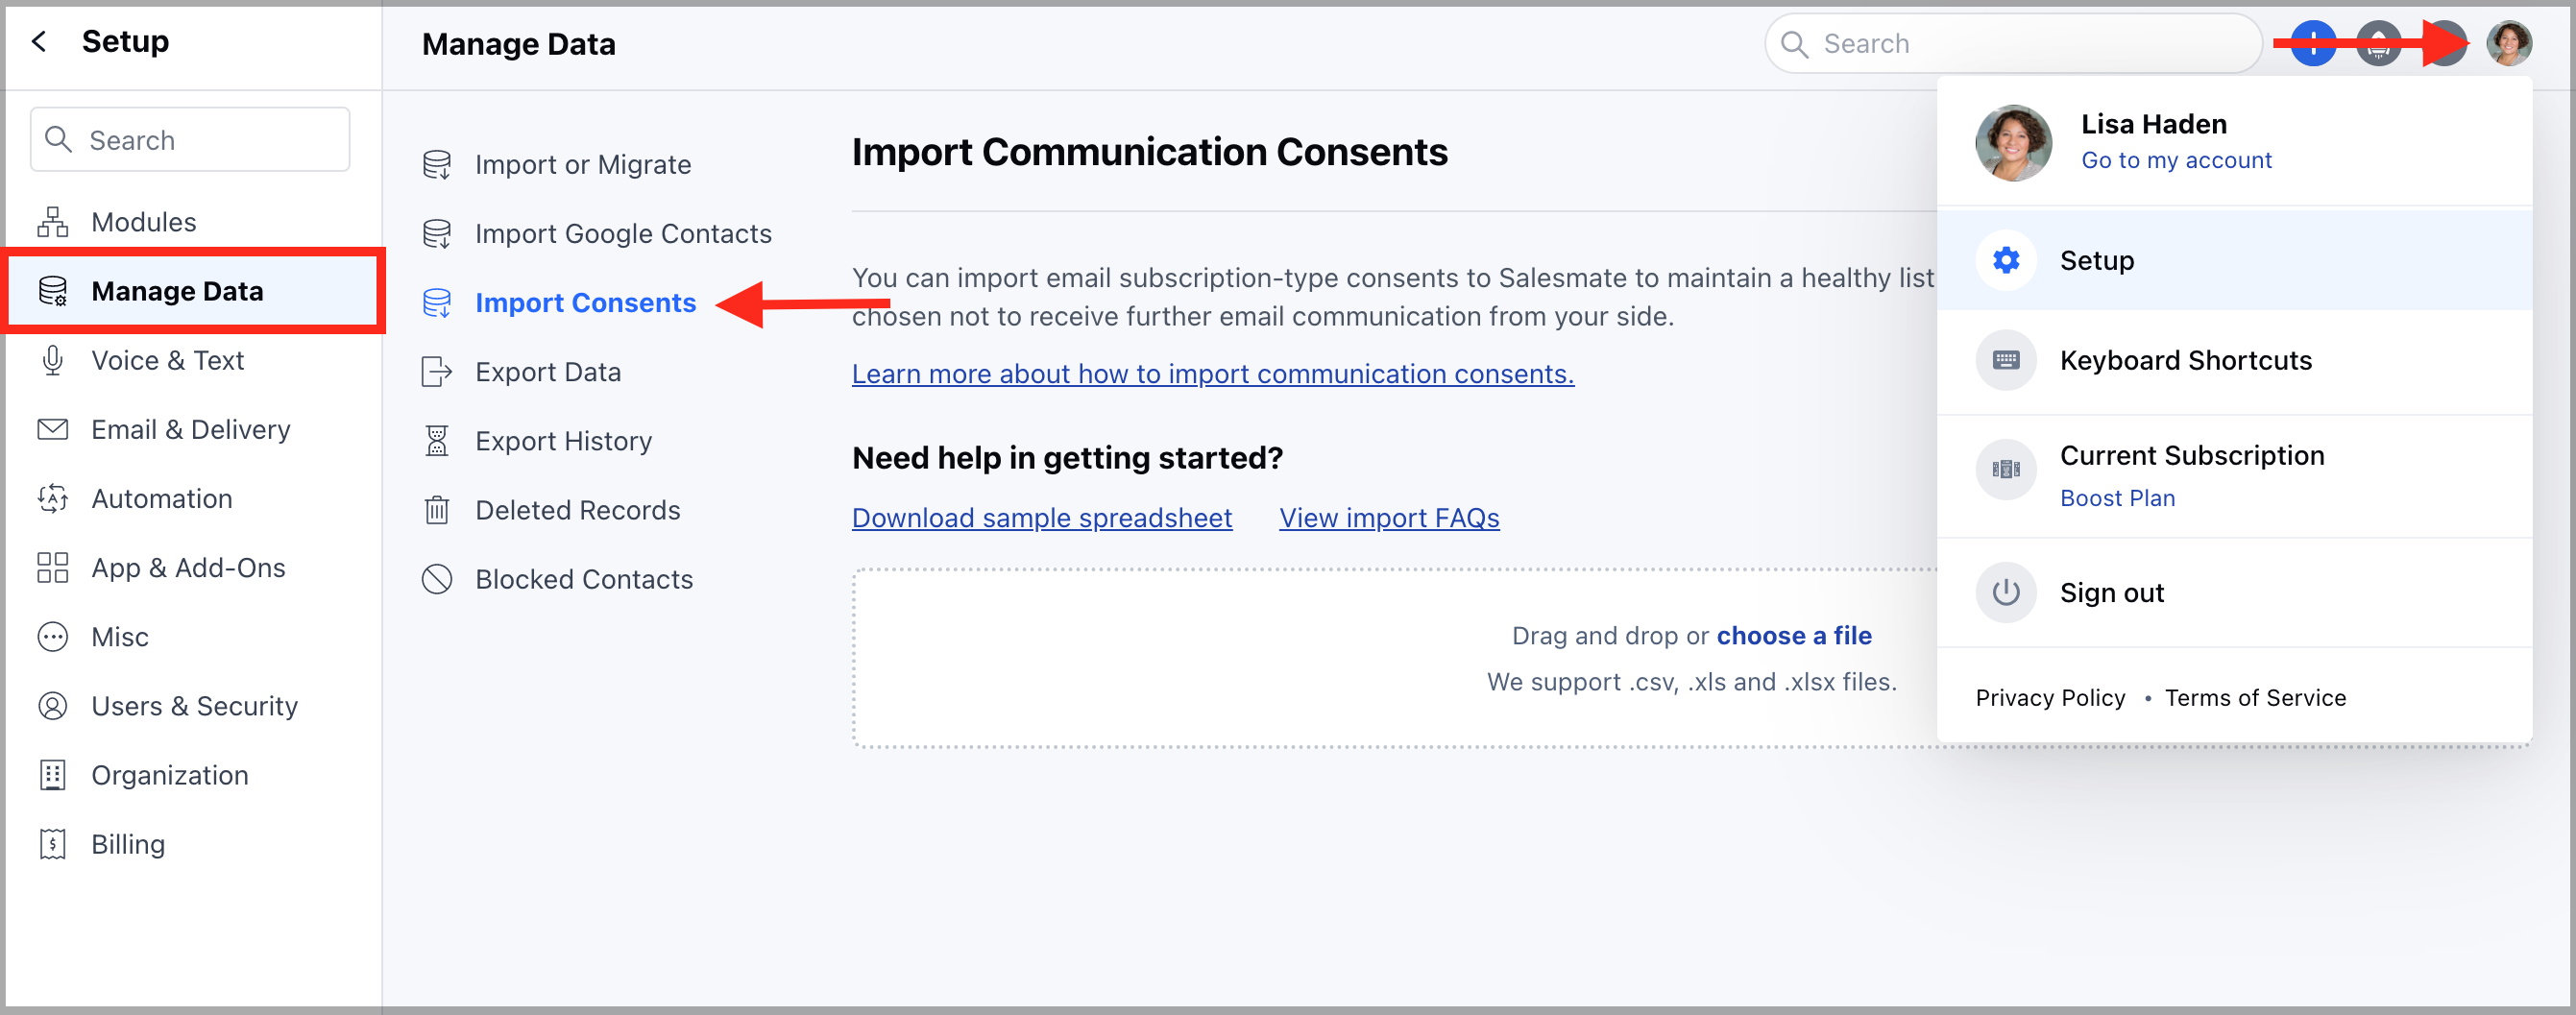 Setup
Search
Modules
Manage Data
Voice & Text
Email & Delivery
Automation
App & Add-Ons
Misc
Users & Security
Organization
Billing
Manage Data
Search
Import or Migrate
Import Google Contacts
Import Consents
Export Data
Export History
Deleted Records
Blocked Contacts
Import Communication Consents
You can import email subscription-type consents to Salesmate to maintain a healthy list
chosen not to receive further email communication from your side.
Learn more about how to import communication consents.
Need help in getting started?
Download sample spreadsheet View import FAQs
Drag and drop or choose a file
We support .csv, .xls and .xlsx files.
Lisa Haden
Go to my account
Setup
Keyboard Shortcuts
Current Subscription
Boost Plan
Sign out
Privacy Policy • Terms of Service